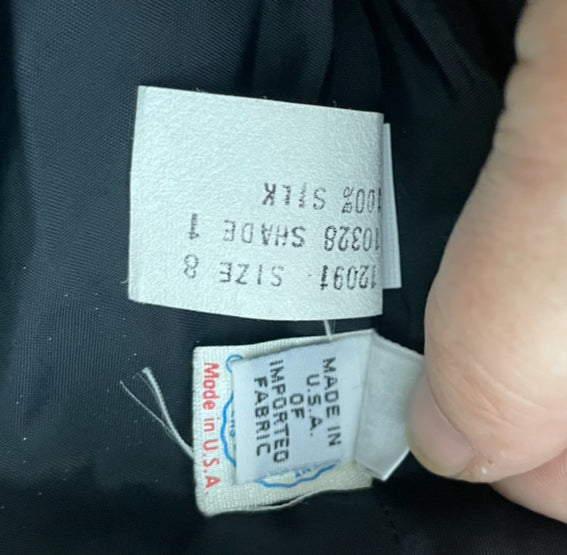 12091 SIZE 8
10328 SHADE 1
100% SILK
MADE IN
U.S.A.
OF
IMPORTED
FABRIC
Made in U.S.A.